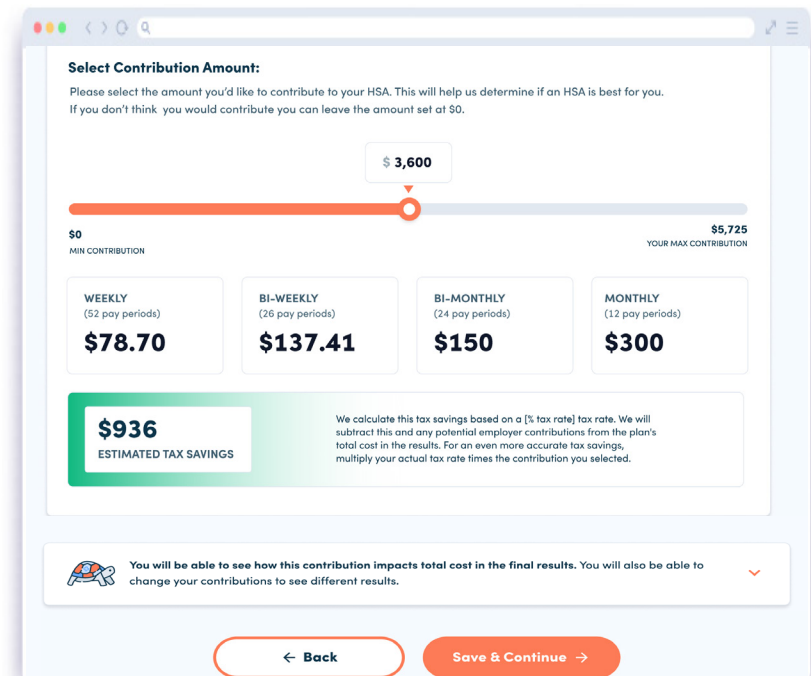 Select Contribution Amount:
Please select the amount you’d like to contribute to your HSA. This will help us determine if an HSA is best for you.
If you don’t think you would contribute you can leave the amount set at $0.
$ 3,600
$0
MIN CONTRIBUTION
$5,725
YOUR MAX CONTRIBUTION
WEEKLY
(52 pay periods)
$78.70
BI-WEEKLY
(26 pay periods)
$137.41
BI-MONTHLY
(24 pay periods)
$150
MONTHLY
(12 pay periods)
$300
$936
ESTIMATED TAX SAVINGS
We calculate this tax savings based on a [% tax rate] tax rate. We will
subtract this and any potential employer contributions from the plan's
total cost in the results. For an even more accurate tax savings,
multiply your actual tax rate times the contribution you selected.
You will be able to see how this contribution impacts total cost in the final results. You will also be able to
change your contributions to see different results.
← Back
Save & Continue →